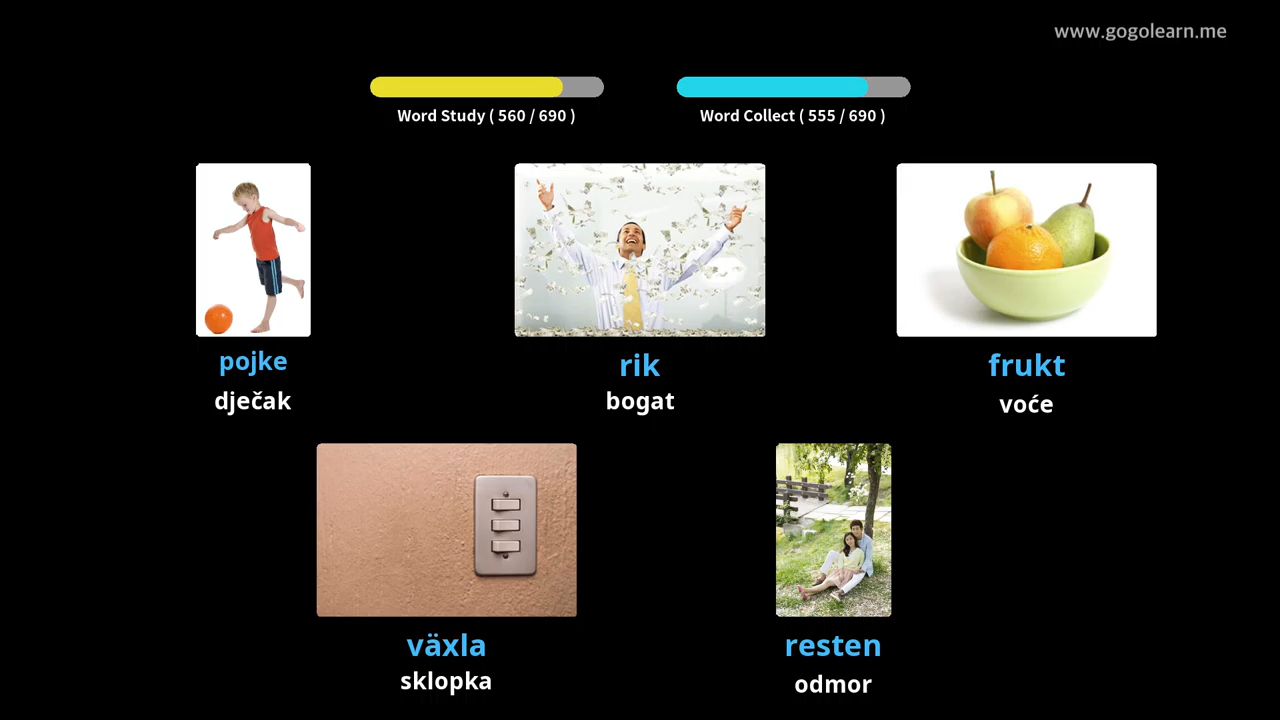 www.gogolearn.me
Word Study ( 560 / 690 )
Word Collect ( 555 / 690 )
pojke
dječak
rik
bogat
frukt
voće
växla
sklopka
resten
odmor